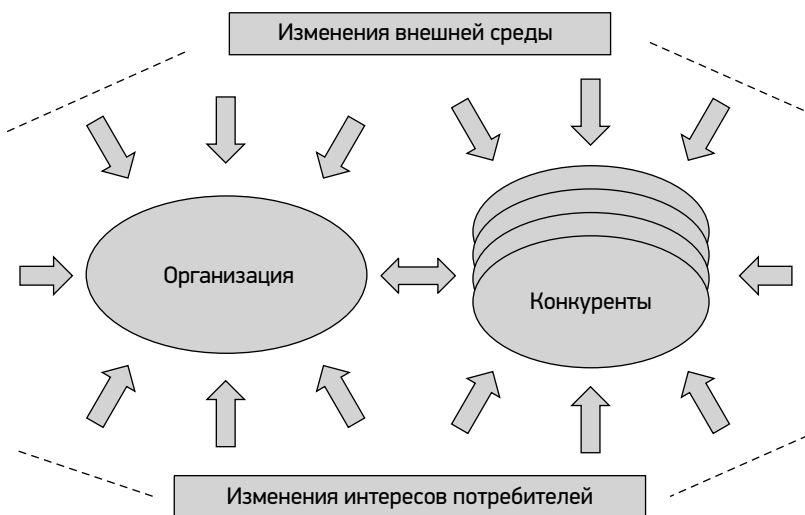 Изменения внешней среды
Организация
Конкуренты
Изменения интересов потребителей